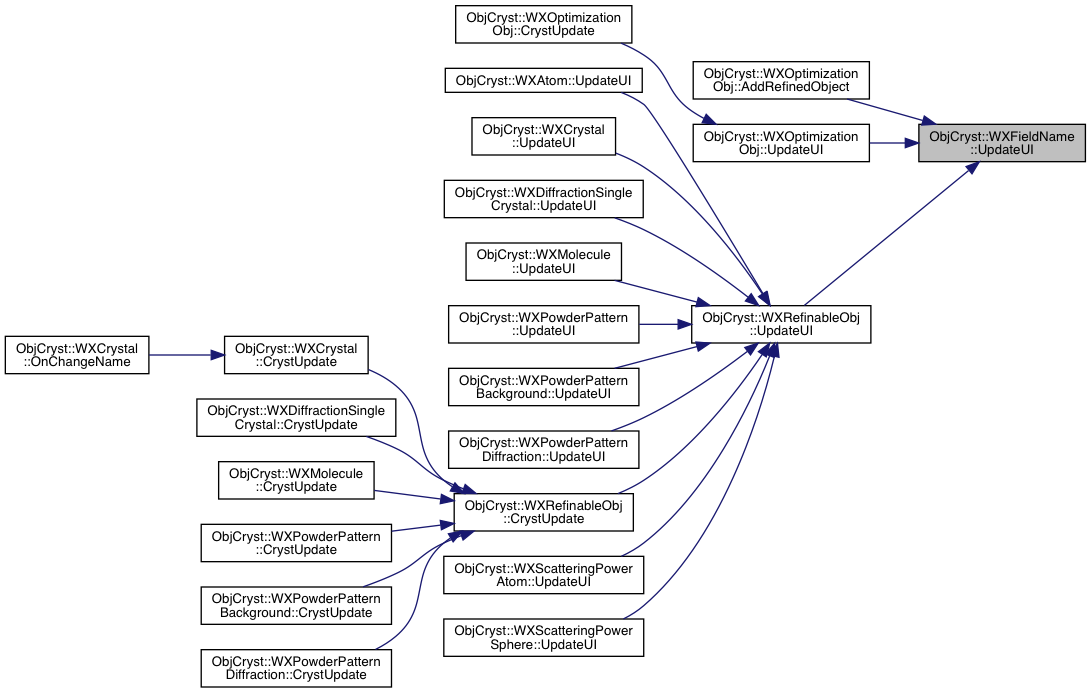 ObjCryst::WXOptimization
Obj::CrystUpdate
ObjCryst::WXAtom::UpdateUI
ObjCryst::WXCrystal
::UpdateUI
ObjCryst::WXDiffractionSingle
Crystal::UpdateUI
ObjCryst::WXMolecule
::UpdateUI
ObjCryst::WXPowderPattern
::UpdateUI
ObjCryst::WXPowderPattern
Background::UpdateUI
ObjCryst::WXPowderPattern
Diffraction::UpdateUI
ObjCryst::WXRefinableObj
::CrystUpdate
ObjCryst::WXScatteringPower
Atom::UpdateUI
ObjCryst::WXScatteringPower
Sphere::UpdateUI
ObjCryst::WXOptimization
Obj::AddRefinedObject
ObjCryst::WXOptimization
Obj::UpdateUI
ObjCryst::WXFieldName
::UpdateUI
ObjCryst::WXRefinableObj
::UpdateUI
ObjCryst::WXCrystal
::OnChangeName
ObjCryst::WXCrystal
::CrystUpdate
ObjCryst::WXDiffractionSingle
Crystal::CrystUpdate
ObjCryst::WXMolecule
::CrystUpdate
ObjCryst::WXPowderPattern
::CrystUpdate
ObjCryst::WXPowderPattern
Background::CrystUpdate
ObjCryst::WXPowderPattern
Diffraction::CrystUpdate